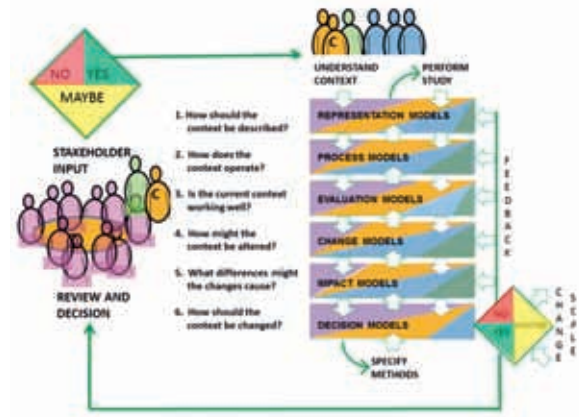 NO YES
MAYBE
STAKEHOLDER
INPUT
C
REVIEW AND
DECISION
C
UNDERSTAND
CONTEXT
PERFORM
STUDY
1. How should the
context be described?
2. How does the
context operate?
3. Is the current context
working well?
4. How might the
context be altered?
5. What differences might
the changes cause?
6. How should the
context be changed?
REPRESENTATION MODELS
PROCESS MODELS
EVALUATION MODELS
CHANGE MODELS
IMPACT MODELS
DECISION MODELS
SPECIFY
METHODS
FEEDBACK
NO
YES
CHANGE
SCALE